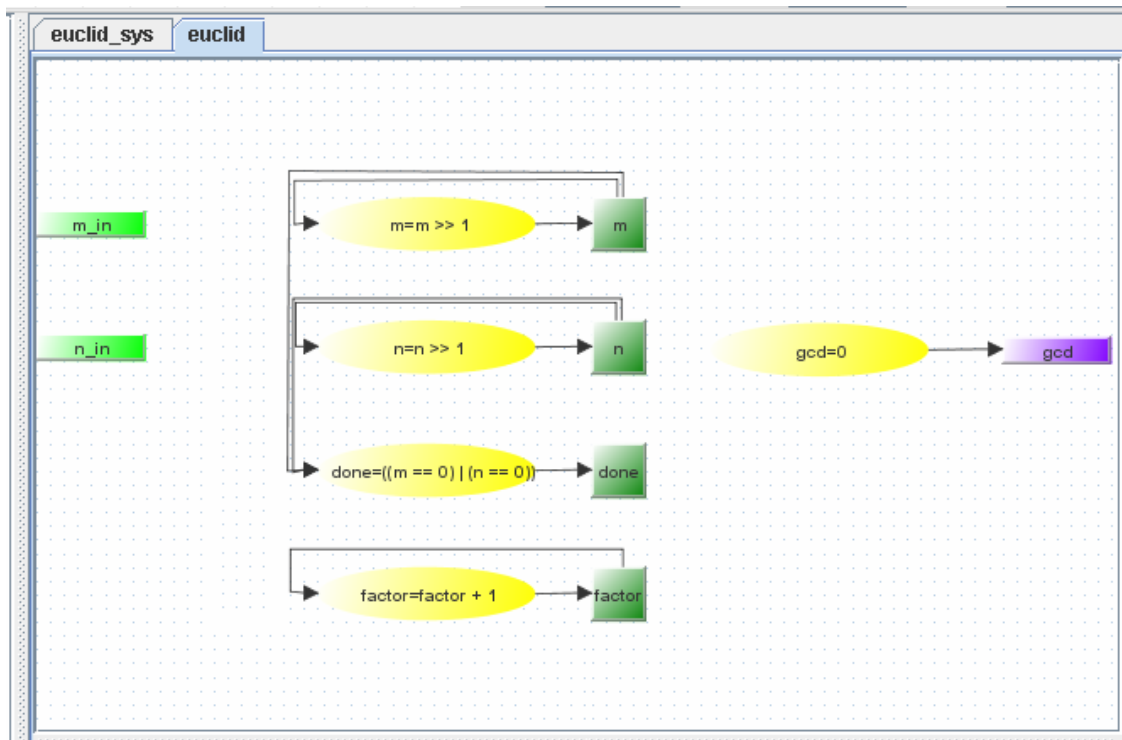 euclid_sys
euclid
m_in
m=m >> 1
m
n_in
n=n >> 1
n
gcd=0
gcd
done=((m == 0) | (n == 0))
done
factor=factor + 1
factor